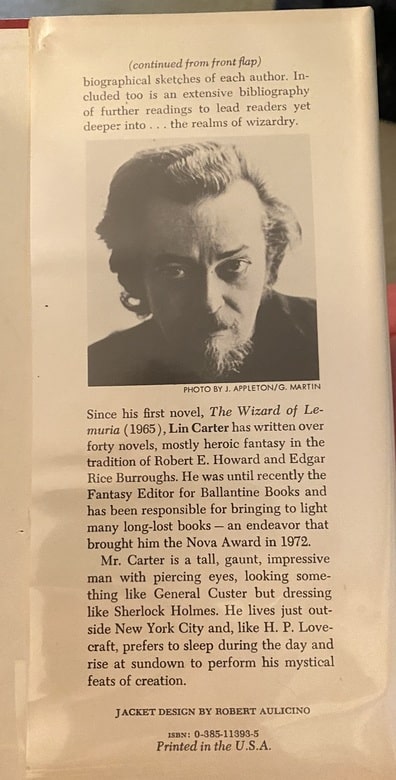 (continued from front flap)
biographical sketches of each author. In-
cluded too is an extensive bibliography
of further readings to lead readers yet
deeper into . . . the realms of wizardry.
PHOTO BY J. APPLETON/G. MARTIN
Since his first novel, The Wizard of Le-
muria (1965), Lin Carter has written over
forty novels, mostly heroic fantasy in the
tradition of Robert E. Howard and Edgar
Rice Burroughs. He was until recently the
Fantasy Editor for Ballantine Books and
has been responsible for bringing to light
many long-lost books — an endeavor that
brought him the Nova Award in 1972.
Mr. Carter is a tall, gaunt, impressive
man with piercing eyes, looking some-
thing like General Custer but dressing
like Sherlock Holmes. He lives just out-
side New York City and, like H. P. Love-
craft, prefers to sleep during the day and
rise at sundown to perform his mystical
feats of creation.
JACKET DESIGN BY ROBERT AULICINO
ISBN: 0-385-11393-5
Printed in the U.S.A.